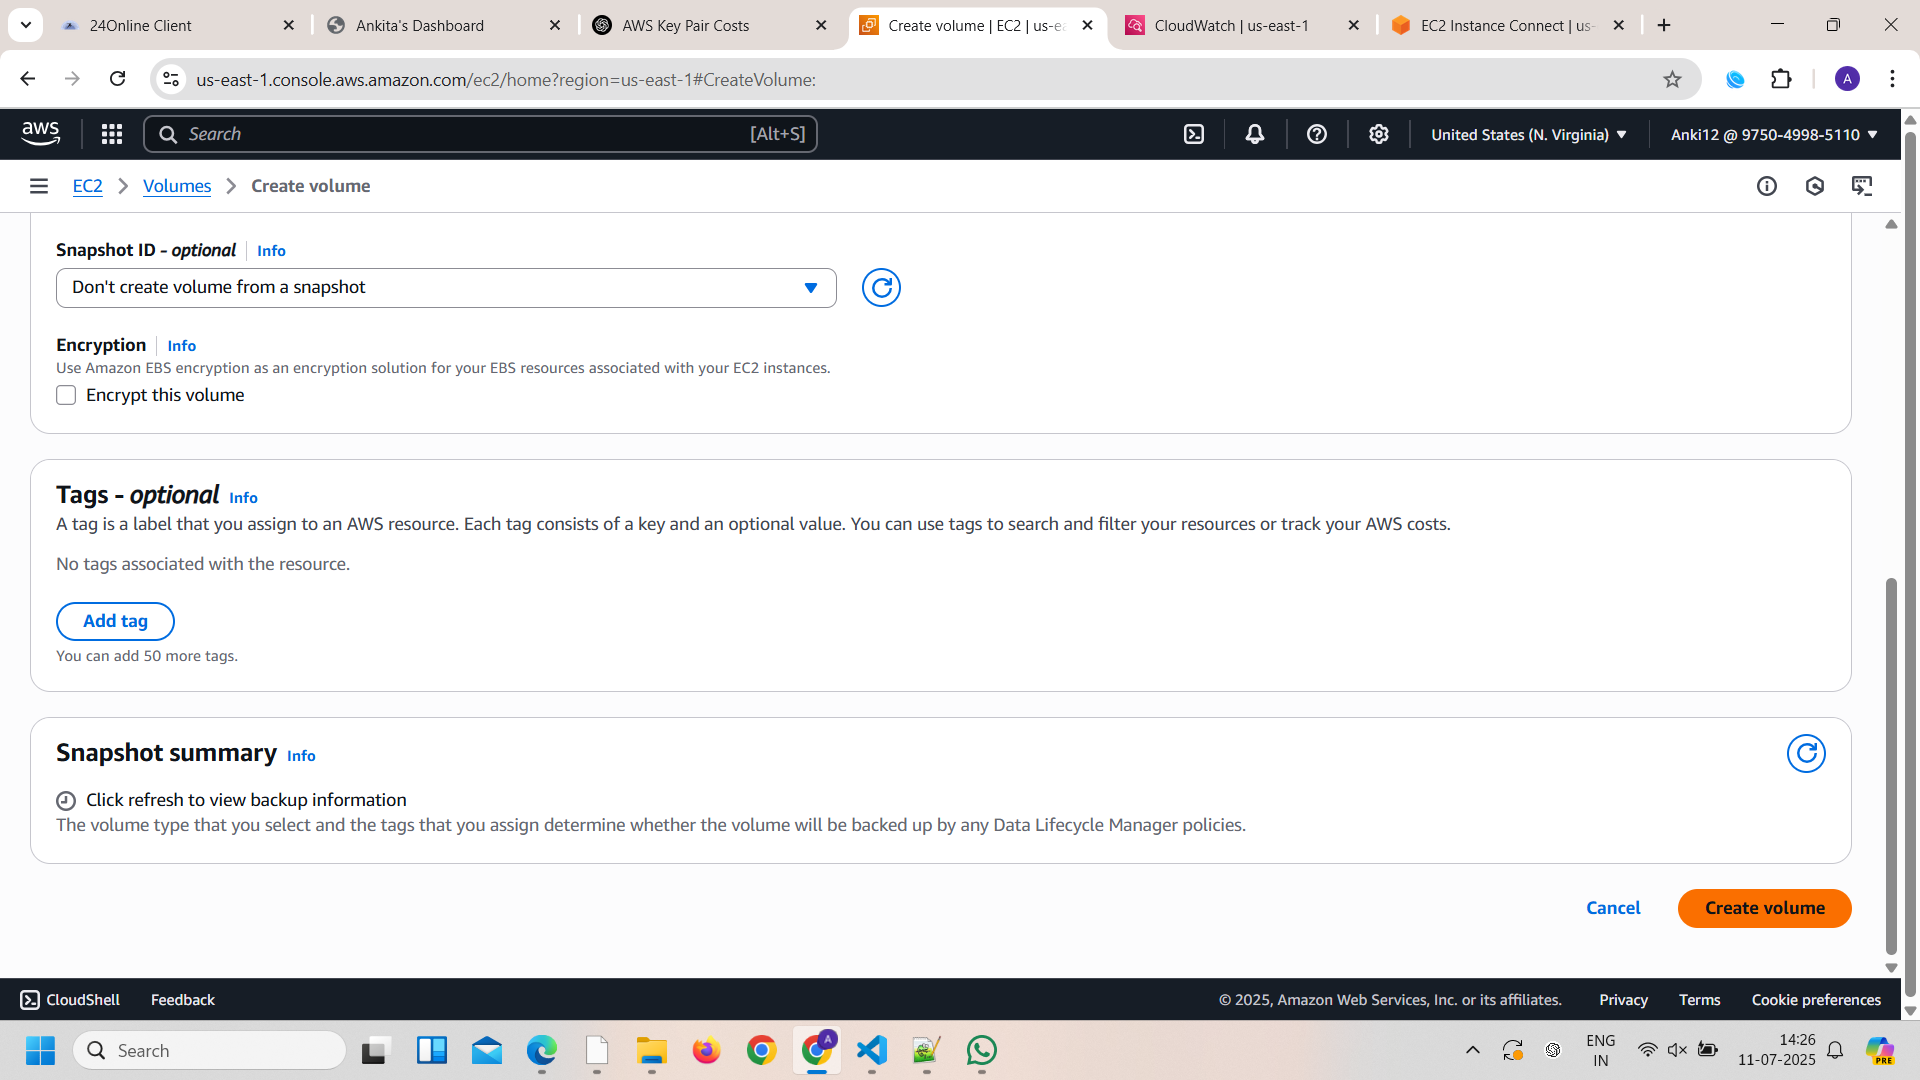 24Online Client
Ankita's Dashboard
AWS Key Pair Costs
Create volume | EC2 | us-ea
CloudWatch | us-east-1
EC2 Instance Connect | us-
us-east-1.console.aws.amazon.com/ec2/home?region=us-east-1#CreateVolume:
A
aws
Search
[Alt+S]
United States (N. Virginia)
Anki12 @ 9750-4998-5110
EC2
Volumes
Create volume
Snapshot ID - optional
Info
Don't create volume from a snapshot
Encryption
Info
Use Amazon EBS encryption as an encryption solution for your EBS resources associated with your EC2 instances.
Encrypt this volume
Tags - optional Info
A tag is a label that you assign to an AWS resource. Each tag consists of a key and an optional value. You can use tags to search and filter your resources or track your AWS costs.
No tags associated with the resource.
Add tag
You can add 50 more tags.
Snapshot summary Info
Click refresh to view backup information
The volume type that you select and the tags that you assign determine whether the volume will be backed up by any Data Lifecycle Manager policies.
Cancel
Create volume
CloudShell
Feedback
© 2025, Amazon Web Services, Inc. or its affiliates.
Privacy
Terms
Cookie preferences
Search
A
ENG
IN
14:26
11-07-2025
PRE